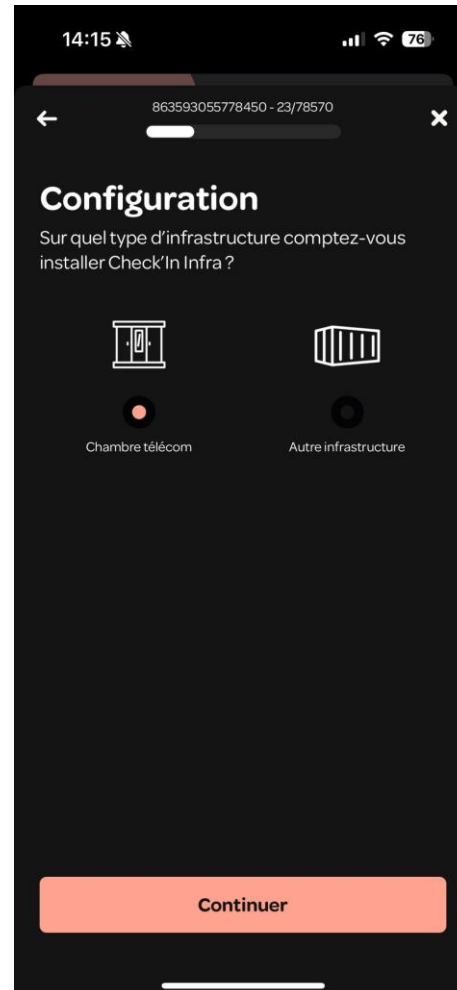 14:15
76
863593055778450 - 23/78570
Configuration
Sur quel type d’infrastructure comptez-vous
installer Check’In Infra ?
Chambre télécom
Autre infrastructure
Continuer